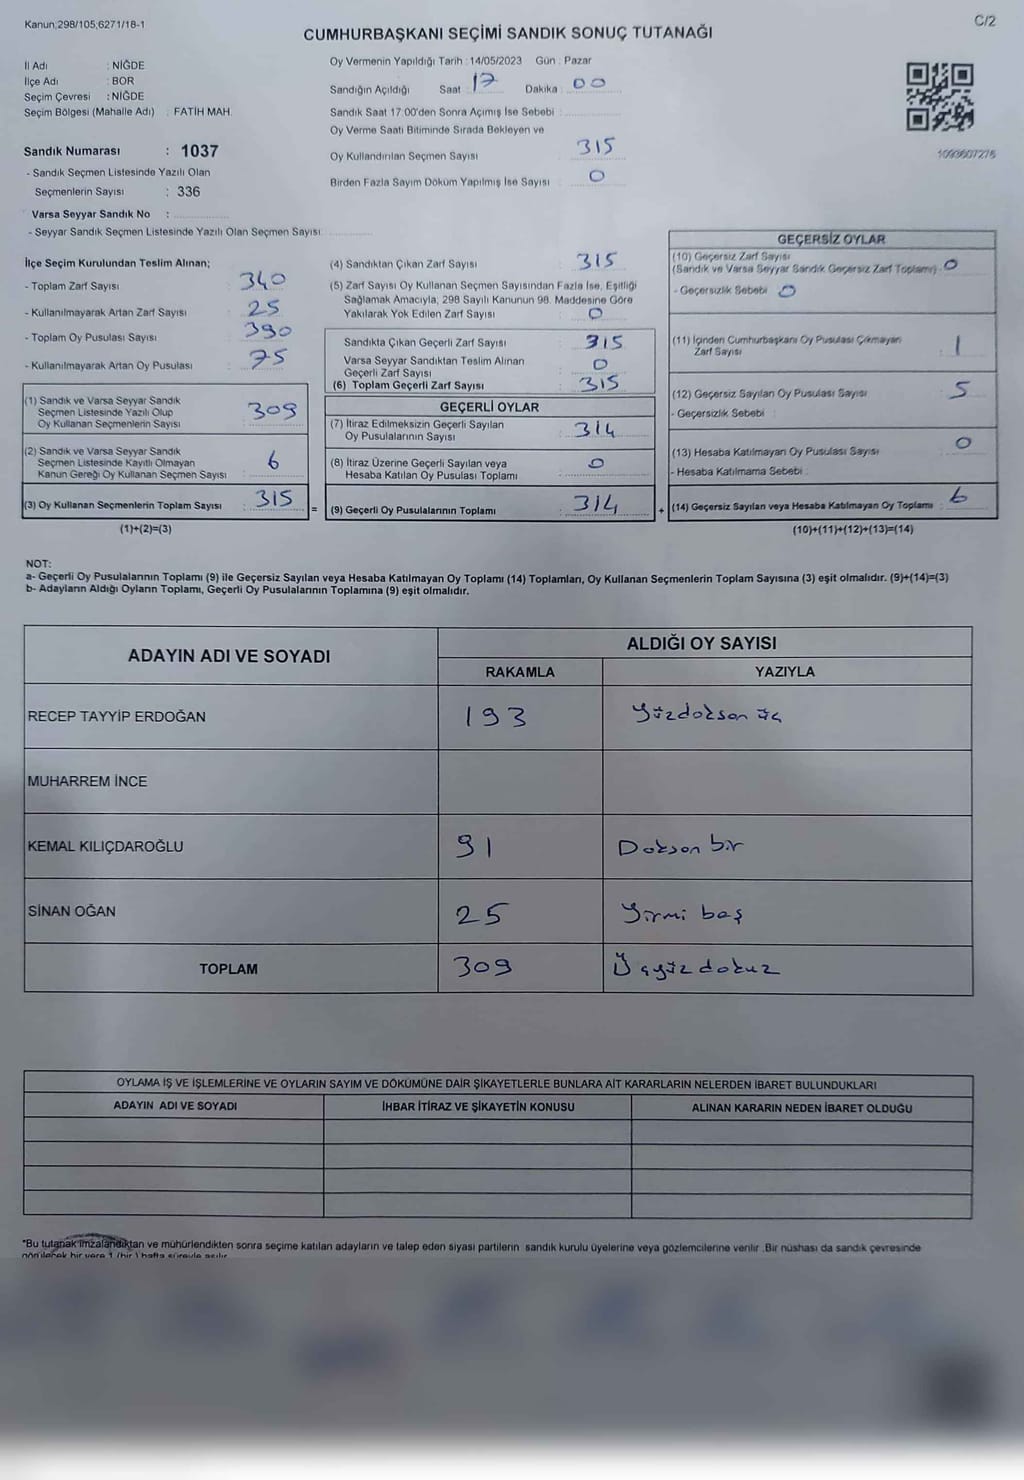 Kanun;298/105,6271/18-1
C/2
CUMHURBAŞKANI SEÇİMİ SANDIK SONUÇ TUTANAĞI
İl Adı : NİĞDE
İlçe Adı : BOR
Seçim Çevresi : NİĞDE
Seçim Bölgesi (Mahalle Adı) : FATİH MAH.
Sandık Numarası : 1037
- Sandık Seçmen Listesinde Yazılı Olan
Seçmenlerin Sayısı : 336
Varsa Seyyar Sandık No :
- Seyyar Sandık Seçmen Listesinde Yazılı Olan Seçmen Sayısı:
Oy Vermenin Yapıldığı Tarih : 14/05/2023 Gün : Pazar
Sandığın Açıldığı Saat : 17 Dakika : 00
Sandık Saat 17:00'den Sonra Açımış İse Sebebi :
Oy Verme Saati Bitiminde Sırada Bekleyen ve
Oy Kullandırılan Seçmen Sayısı : 315
Birden Fazla Sayım Döküm Yapılmış İse Sayısı : 0
1093607276
İlçe Seçim Kurulundan Teslim Alınan;
- Toplam Zarf Sayısı : 340
- Kullanılmayarak Artan Zarf Sayısı : 25
- Toplam Oy Pusulası Sayısı : 390
- Kullanılmayarak Artan Oy Pusulası : 75
(1) Sandık ve Varsa Seyyar Sandık
Seçmen Listesinde Yazılı Olup
Oy Kullanan Seçmenlerin Sayısı : 309
(2) Sandık ve Varsa Seyyar Sandık
Seçmen Listesinde Kayıtlı Olmayan
Kanun Gereği Oy Kullanan Seçmen Sayısı : 6
(3) Oy Kullanan Seçmenlerin Toplam Sayısı : 315
(1)+(2)=(3)
=
(4) Sandıktan Çıkan Zarf Sayısı : 315
(5) Zarf Sayısı Oy Kullanan Seçmen Sayısından Fazla İse, Eşitliği
Sağlamak Amacıyla, 298 Sayılı Kanunun 98. Maddesine Göre
Yakılarak Yok Edilen Zarf Sayısı : 0
Sandıkta Çıkan Geçerli Zarf Sayısı : 315
Varsa Seyyar Sandıktan Teslim Alınan
Geçerli Zarf Sayısı : 0
(6) Toplam Geçerli Zarf Sayısı : 315
GEÇERLİ OYLAR
(7) İtiraz Edilmeksizin Geçerli Sayılan
Oy Pusulalarının Sayısı : 314
(8) İtiraz Üzerine Geçerli Sayılan veya
Hesaba Katılan Oy Pusulası Toplamı : 0
(9) Geçerli Oy Pusulalarının Toplamı : 314
+
GEÇERSİZ OYLAR
(10) Geçersiz Zarf Sayısı
(Sandık ve Varsa Seyyar Sandık Geçersiz Zarf Toplamı) : 0
- Geçersizlik Sebebi : 0
(11) İçinden Cumhurbaşkanı Oy Pusulası Çıkmayan
Zarf Sayısı : 1
(12) Geçersiz Sayılan Oy Pusulası Sayısı : 5
- Geçersizlik Sebebi :
(13) Hesaba Katılmayan Oy Pusulası Sayısı : 0
- Hesaba Katılmama Sebebi :
(14) Geçersiz Sayılan veya Hesaba Katılmayan Oy Toplamı : 6
(10)+(11)+(12)+(13)=(14)
NOT:
a- Geçerli Oy Pusulalarının Toplamı (9) ile Geçersiz Sayılan veya Hesaba Katılmayan Oy Toplamı (14) Toplamları, Oy Kullanan Seçmenlerin Toplam Sayısına (3) eşit olmalıdır. (9)+(14)=(3)
b- Adayların Aldığı Oyların Toplamı, Geçerli Oy Pusulalarının Toplamına (9) eşit olmalıdır.
ADAYIN ADI VE SOYADI
ALDIĞI OY SAYISI
RAKAMLA YAZIYLA
RECEP TAYYİP ERDOĞAN 193 Yüzdoksan üç
MUHARREM İNCE
KEMAL KILIÇDAROĞLU 91 Doksan bir
SİNAN OĞAN 25 Yirmi beş
TOPLAM 309 Üçyüz dokuz
OYLAMA İŞ VE İŞLEMLERİNE VE OYLARIN SAYIM VE DÖKÜMÜNE DAİR ŞİKAYETLERLE BUNLARA AİT KARARLARIN NELERDEN İBARET BULUNDUKLARI
ADAYIN ADI VE SOYADI İHBAR İTİRAZ VE ŞİKAYETİN KONUSU ALINAN KARARIN NEDEN İBARET OLDUĞU
"Bu tutanak imzalandıktan ve mühürlendikten sonra seçime katılan adayların ve talep eden siyasi partilerin sandık kurulu üyelerine veya gözlemcilerine verilir .Bir nüshası da sandık çevresinde
görülecek bir yere 1 (bir ) hafta süreyle asılır.